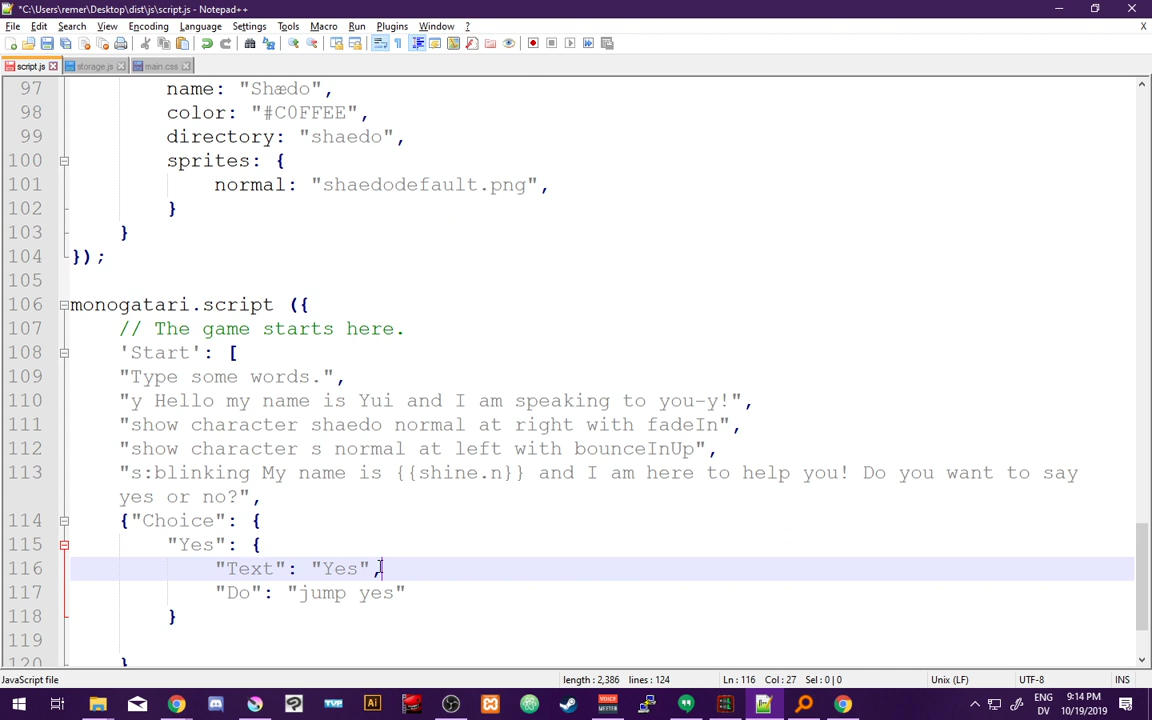 *C:\Users\remer\Desktop\dist\js\script.js - Notepad++
File Edit Search View Encoding Language Settings Tools Macro Run Plugins Window ? X
script.js storage.js main.css
97 name: "Shædo",
98 color: "#C0FFEE",
99 directory: "shaedo",
100 sprites: {
101 normal: "shaedodefault.png",
102 }
103 }
104 });
105
106 monogatari.script ({
107 // The game starts here.
108 'Start': [
109 "Type some words.",
110 "y Hello my name is Yui and I am speaking to you~y!",
111 "show character shaedo normal at right with fadeIn",
112 "show character s normal at left with bounceInUp",
113 "s:blinking My name is {{shine.n}} and I am here to help you! Do you want to say
yes or no?",
114 {"Choice": {
115 "Yes": {
116 "Text": "Yes",
117 "Do": "jump yes"
118 }
119
120 }
JavaScript file length : 2,386 lines : 124 Ln : 116 Col : 27 Sel : 0 | 0 Unix (LF) UTF-8 INS
ENG 9:14 PM
DV 10/19/2019